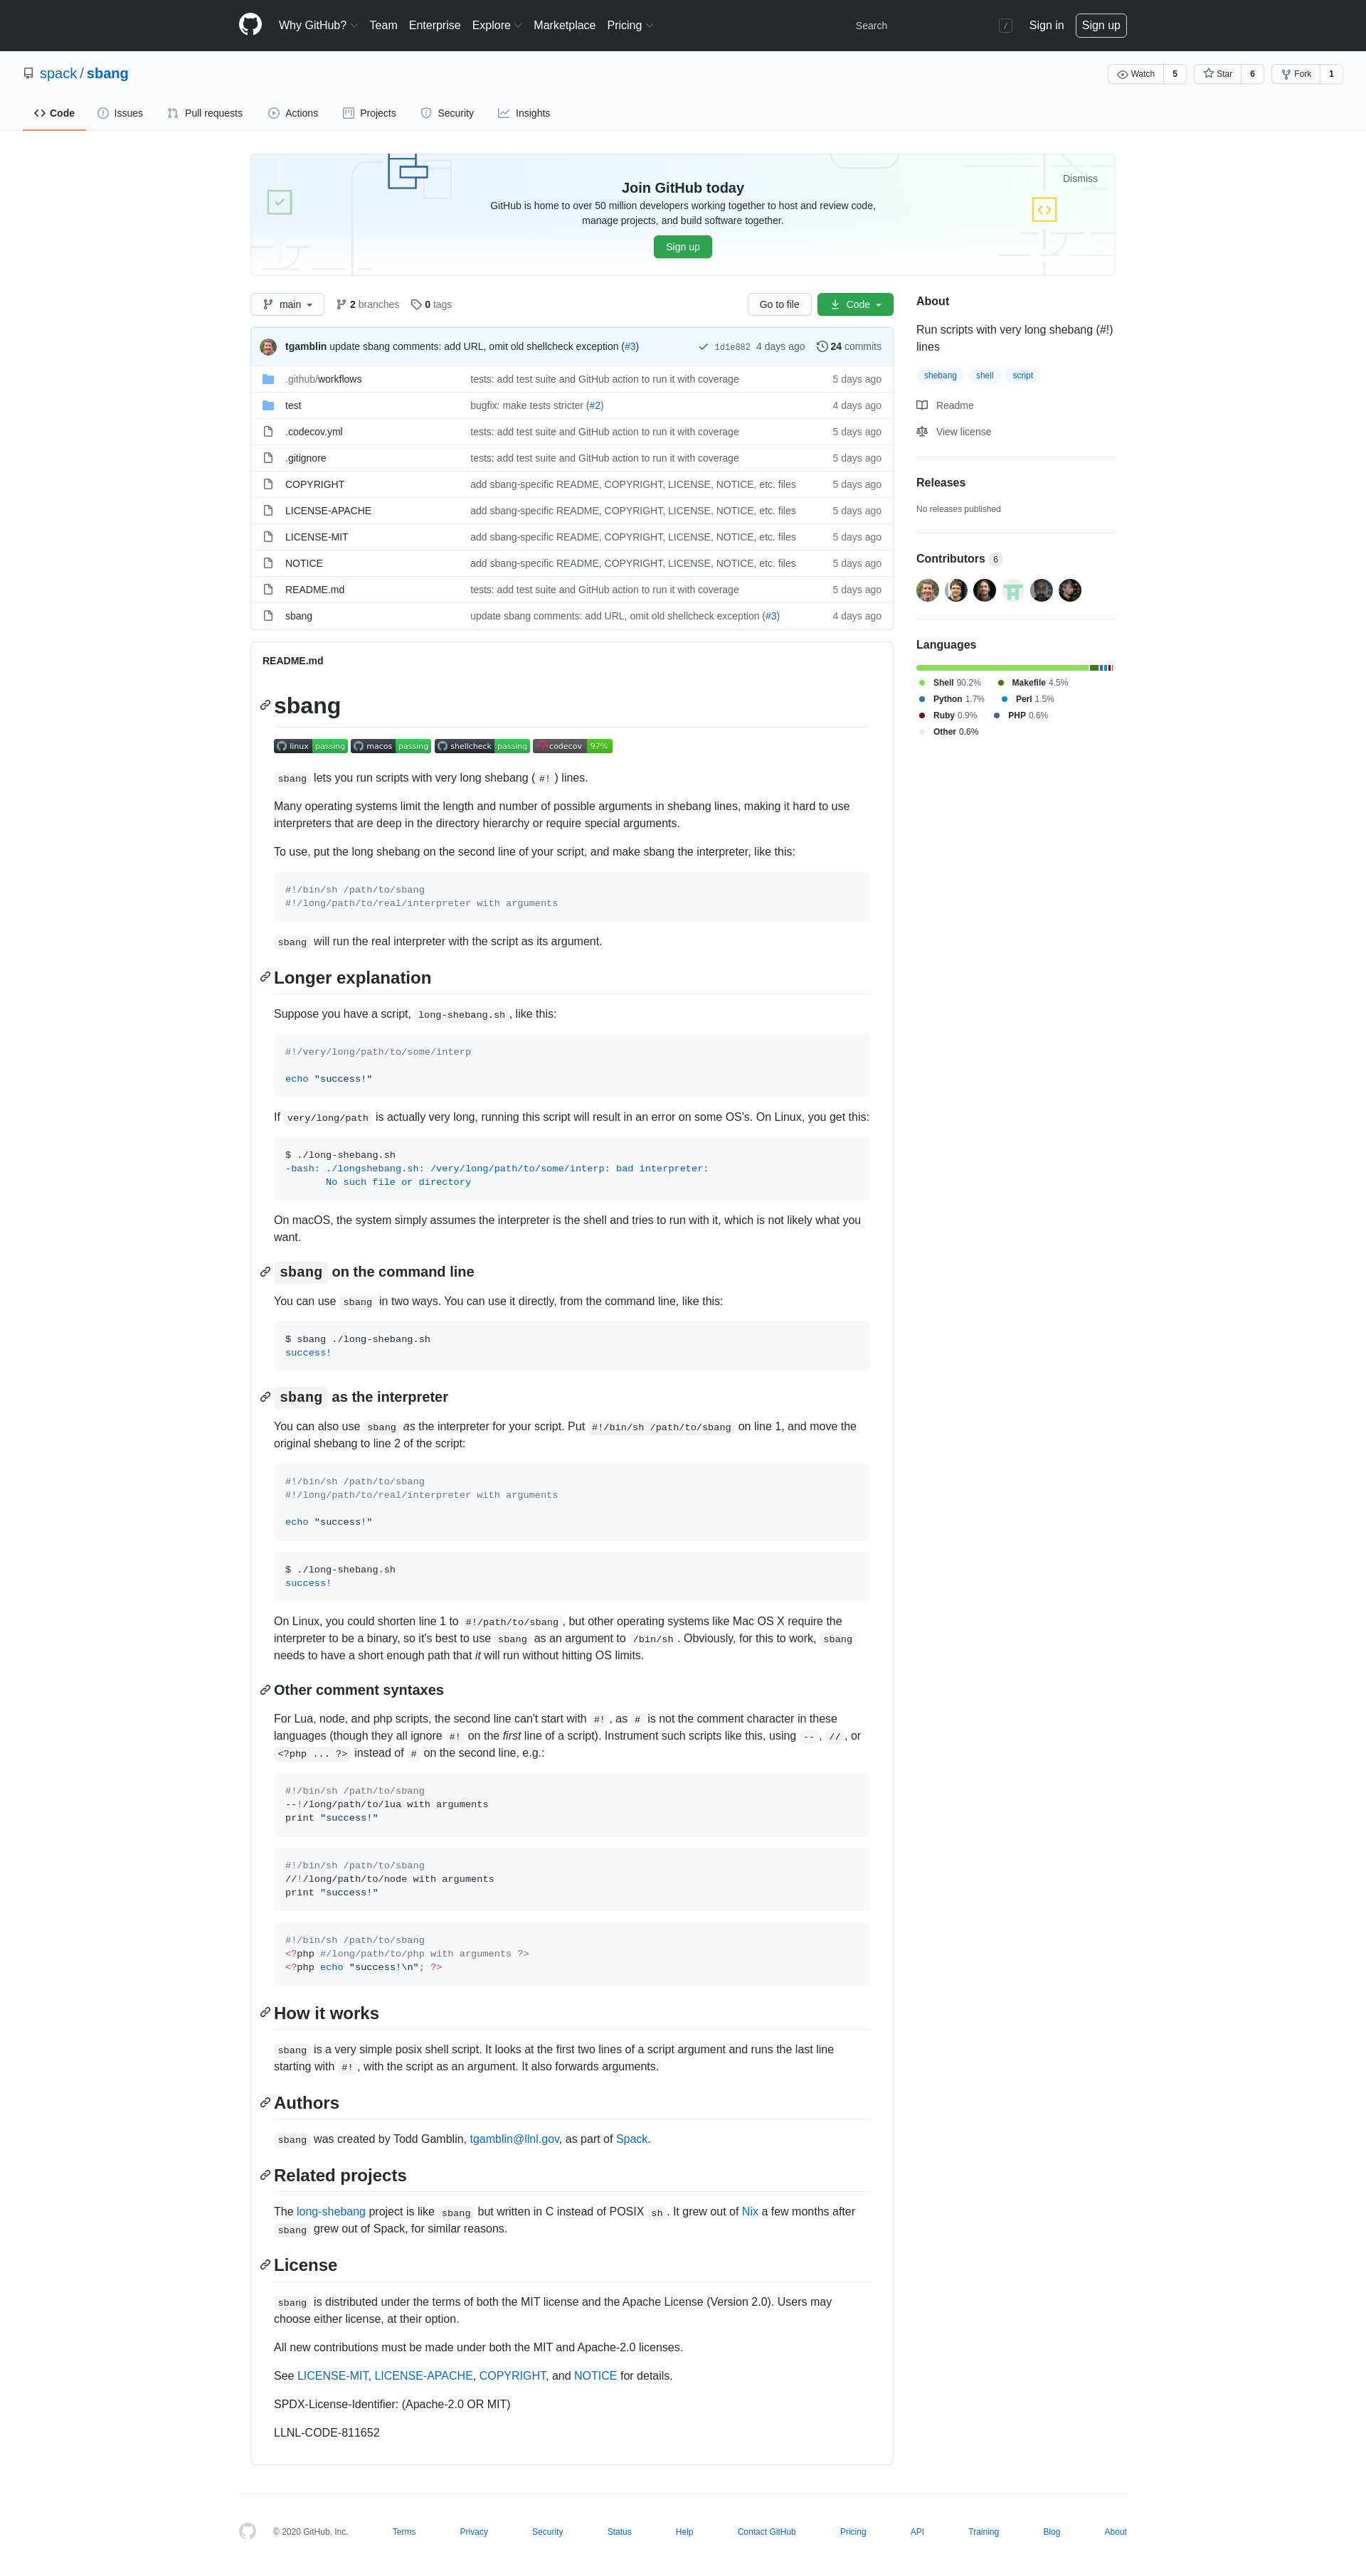 Why GitHub? Team Enterprise Explore Marketplace Pricing Search / Sign in Sign up
spack / sbang Watch 5 Star 6 Fork 1
Code Issues Pull requests Actions Projects Security Insights
Dismiss
Join GitHub today
GitHub is home to over 50 million developers working together to host and review code,
manage projects, and build software together.
Sign up
main 2 branches 0 tags Go to file Code
tgamblin update sbang comments: add URL, omit old shellcheck exception (#3) 1d1e882 4 days ago 24 commits
.github/workflows tests: add test suite and GitHub action to run it with coverage 5 days ago
test bugfix: make tests stricter (#2) 4 days ago
.codecov.yml tests: add test suite and GitHub action to run it with coverage 5 days ago
.gitignore tests: add test suite and GitHub action to run it with coverage 5 days ago
COPYRIGHT add sbang-specific README, COPYRIGHT, LICENSE, NOTICE, etc. files 5 days ago
LICENSE-APACHE add sbang-specific README, COPYRIGHT, LICENSE, NOTICE, etc. files 5 days ago
LICENSE-MIT add sbang-specific README, COPYRIGHT, LICENSE, NOTICE, etc. files 5 days ago
NOTICE add sbang-specific README, COPYRIGHT, LICENSE, NOTICE, etc. files 5 days ago
README.md tests: add test suite and GitHub action to run it with coverage 5 days ago
sbang update sbang comments: add URL, omit old shellcheck exception (#3) 4 days ago
README.md
sbang
linux passing macos passing shellcheck passing codecov 97%
sbang lets you run scripts with very long shebang (#!) lines.
Many operating systems limit the length and number of possible arguments in shebang lines, making it hard to use
interpreters that are deep in the directory hierarchy or require special arguments.
To use, put the long shebang on the second line of your script, and make sbang the interpreter, like this:
#!/bin/sh /path/to/sbang
#!/long/path/to/real/interpreter with arguments
sbang will run the real interpreter with the script as its argument.
Longer explanation
Suppose you have a script, long-shebang.sh, like this:
#!/very/long/path/to/some/interp
echo "success!"
If very/long/path is actually very long, running this script will result in an error on some OS's. On Linux, you get this:
$ ./long-shebang.sh
-bash: ./longshebang.sh: /very/long/path/to/some/interp: bad interpreter:
No such file or directory
On macOS, the system simply assumes the interpreter is the shell and tries to run with it, which is not likely what you
want.
sbang on the command line
You can use sbang in two ways. You can use it directly, from the command line, like this:
$ sbang ./long-shebang.sh
success!
sbang as the interpreter
You can also use sbang as the interpreter for your script. Put #!/bin/sh /path/to/sbang on line 1, and move the
original shebang to line 2 of the script:
#!/bin/sh /path/to/sbang
#!/long/path/to/real/interpreter with arguments
echo "success!"
$ ./long-shebang.sh
success!
On Linux, you could shorten line 1 to #!/path/to/sbang, but other operating systems like Mac OS X require the
interpreter to be a binary, so it's best to use sbang as an argument to /bin/sh. Obviously, for this to work, sbang
needs to have a short enough path that it will run without hitting OS limits.
Other comment syntaxes
For Lua, node, and php scripts, the second line can't start with #!, as # is not the comment character in these
languages (though they all ignore #! on the first line of a script). Instrument such scripts like this, using --, //, or
<?php ... ?> instead of # on the second line, e.g.:
#!/bin/sh /path/to/sbang
--!/long/path/to/lua with arguments
print "success!"
#!/bin/sh /path/to/sbang
//!/long/path/to/node with arguments
print "success!"
#!/bin/sh /path/to/sbang
<?php #/long/path/to/php with arguments ?>
<?php echo "success!\n"; ?>
How it works
sbang is a very simple posix shell script. It looks at the first two lines of a script argument and runs the last line
starting with #!, with the script as an argument. It also forwards arguments.
Authors
sbang was created by Todd Gamblin, tgamblin@llnl.gov, as part of Spack.
Related projects
The long-shebang project is like sbang but written in C instead of POSIX sh. It grew out of Nix a few months after
sbang grew out of Spack, for similar reasons.
License
sbang is distributed under the terms of both the MIT license and the Apache License (Version 2.0). Users may
choose either license, at their option.
All new contributions must be made under both the MIT and Apache-2.0 licenses.
See LICENSE-MIT, LICENSE-APACHE, COPYRIGHT, and NOTICE for details.
SPDX-License-Identifier: (Apache-2.0 OR MIT)
LLNL-CODE-811652
About
Run scripts with very long shebang (#!)
lines
shebang shell script
Readme
View license
Releases
No releases published
Contributors 6
Languages
Shell 90.2% Makefile 4.5%
Python 1.7% Perl 1.5%
Ruby 0.9% PHP 0.6%
Other 0.6%
© 2020 GitHub, Inc. Terms Privacy Security Status Help Contact GitHub Pricing API Training Blog About